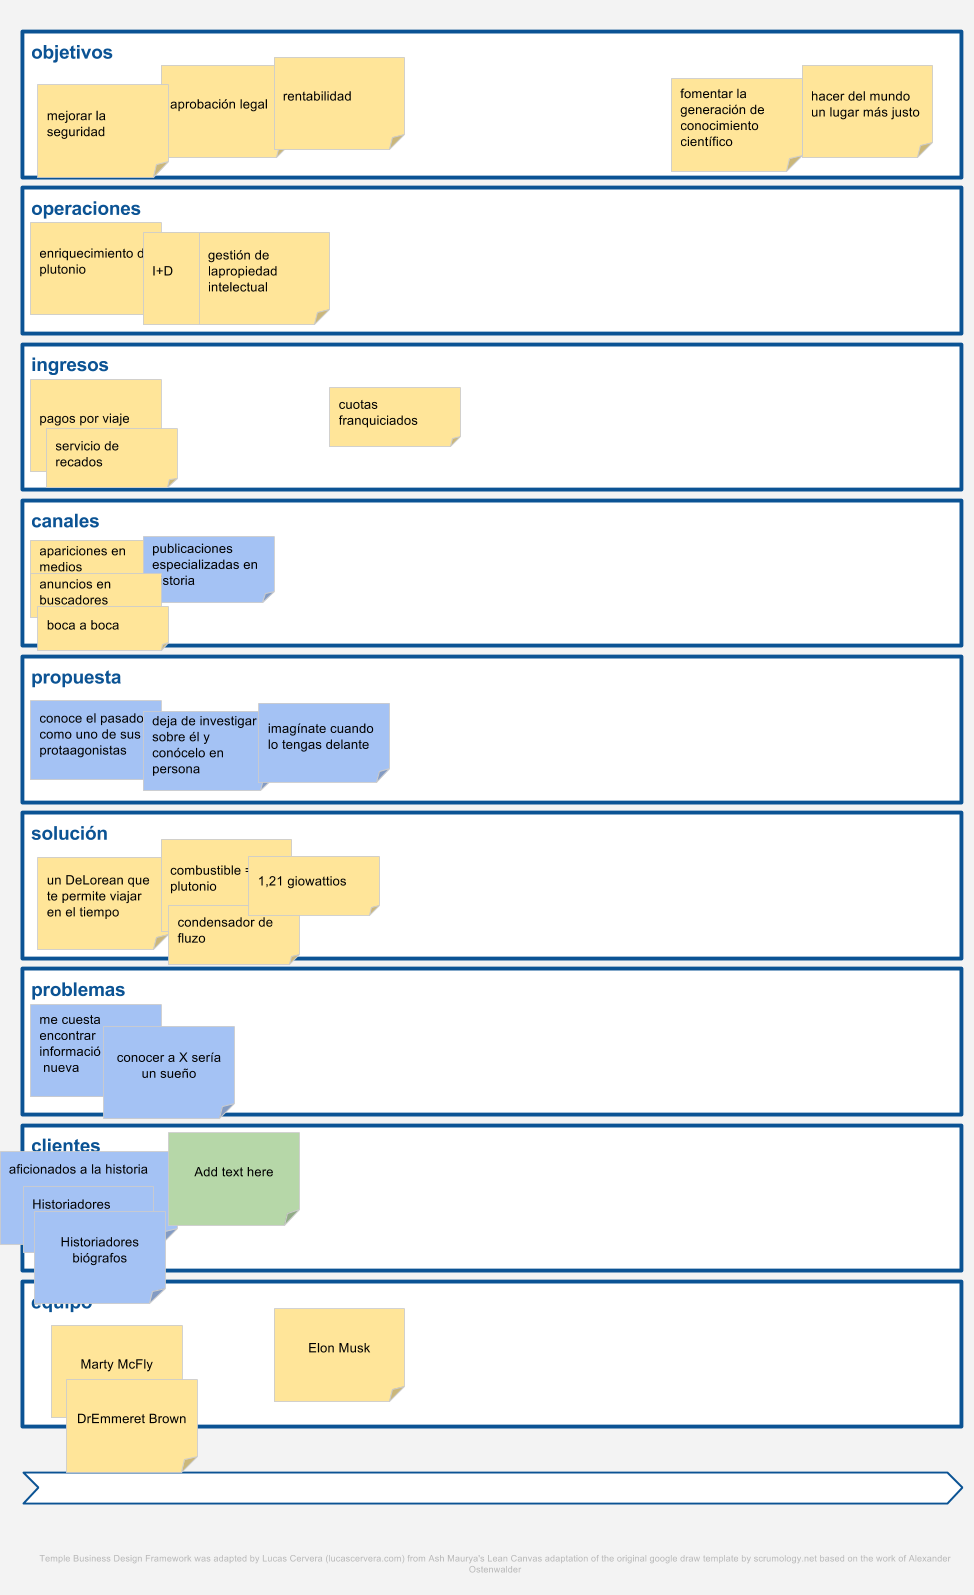 objetivos
mejorar la
seguridad
aprobación legal
rentabilidad
fomentar la
generación de
conocimiento
científico
hacer del mundo
un lugar más justo
operaciones
enriquecimiento d
plutonio
I+D
gestión de
lapropiedad
intelectual
ingresos
pagos por viaje
servicio de
recados
cuotas
franquiciados
canales
apariciones en
medios
anuncios en
buscadores
boca a boca
publicaciones
especializadas en
storia
propuesta
conoce el pasado
como uno de sus
protaagonistas
deja de investigar
sobre él y
conócelo en
persona
imagínate cuando
lo tengas delante
solución
un DeLorean que
te permite viajar
en el tiempo
combustible =
plutonio
1,21 giowattios
condensador de
fluzo
problemas
me cuesta
encontrar
informació
nueva
conocer a X sería
un sueño
clientes
aficionados a la historia
Historiadores
Historiadores
biógrafos
Add text here
equipo
Marty McFly
DrEmmeret Brown
Elon Musk
Temple Business Design Framework was adapted by Lucas Cervera (lucascervera.com) from Ash Maurya's Lean Canvas adaptation of the original google draw template by scrumology.net based on the work of Alexander
Ostenwalder